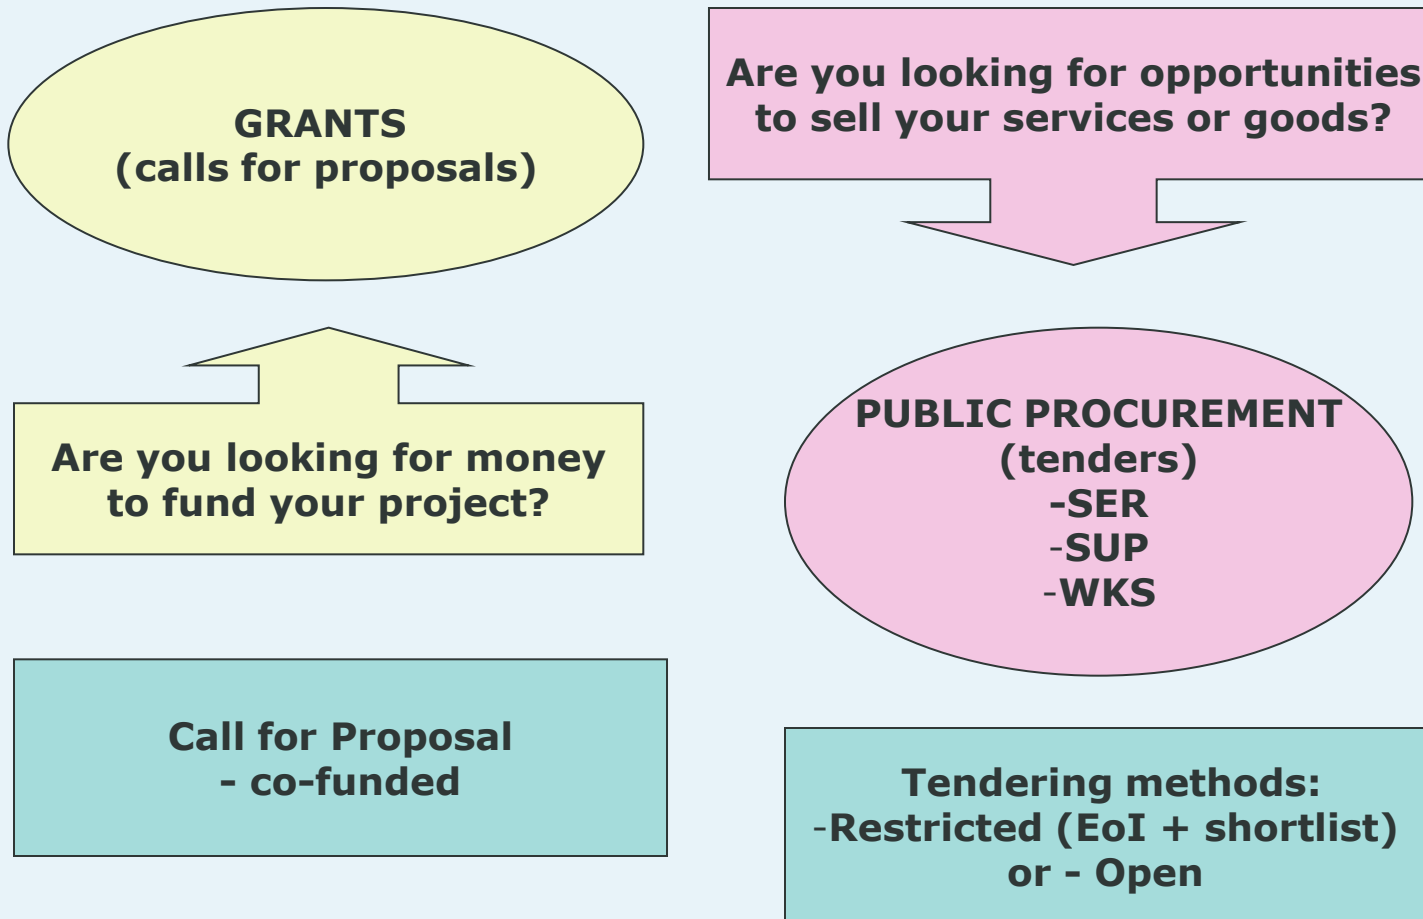 GRANTS
(calls for proposals)
Are you looking for money
to fund your project?
Call for Proposal
- co-funded
Are you looking for opportunities
to sell your services or goods?
PUBLIC PROCUREMENT
(tenders)
-SER
-SUP
-WKS
Tendering methods:
-Restricted (EoI + shortlist)
or - Open